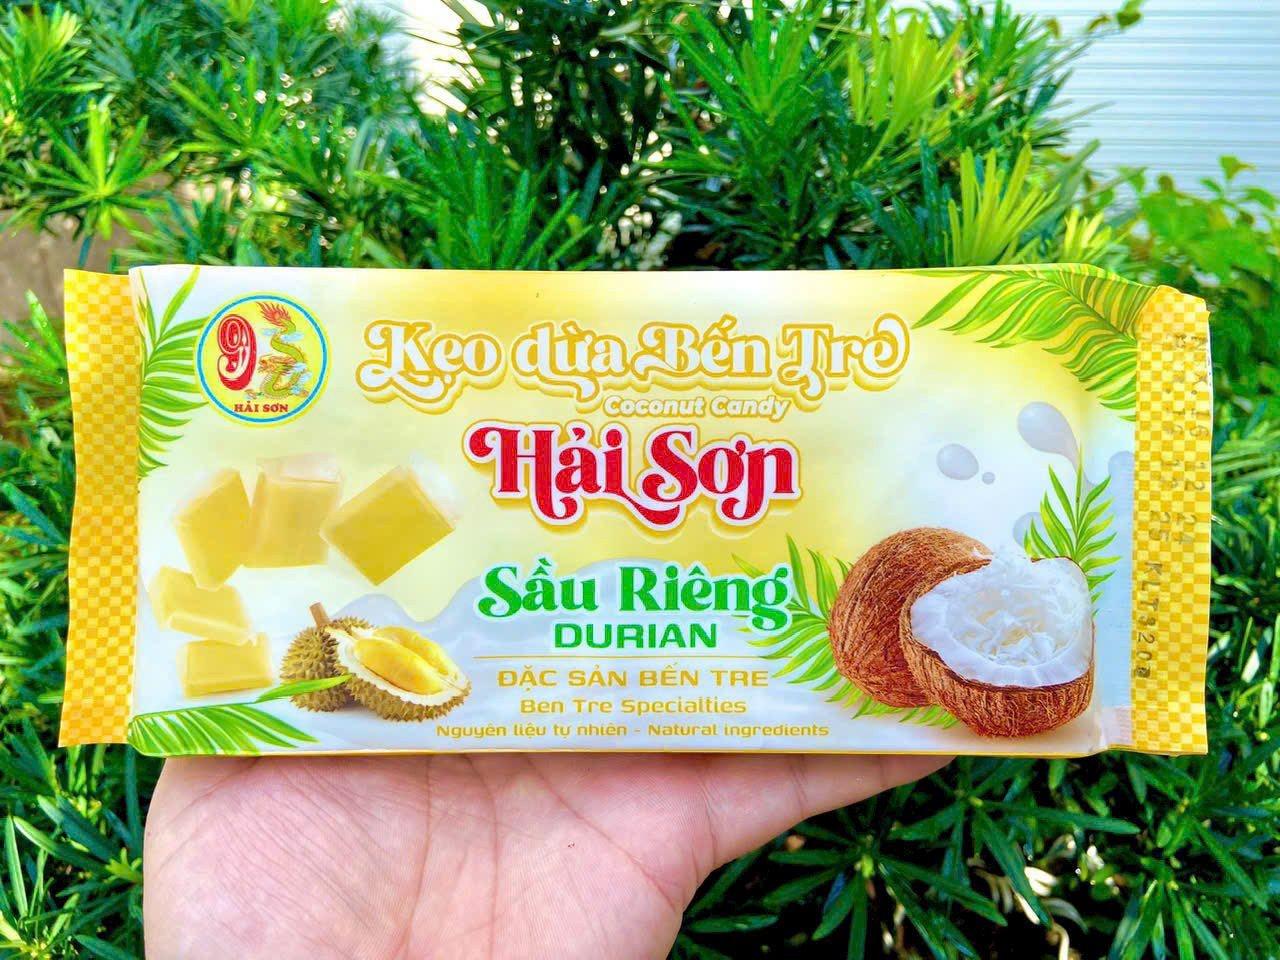 9
HẢI SƠN
Kẹo dừa Bến Tre
Coconut Candy
Hải Sơn
Sầu Riêng
DURIAN
ĐẶC SẢN BẾN TRE
Ben Tre Specialties
Nguyên liệu tự nhiên - Natural ingredients